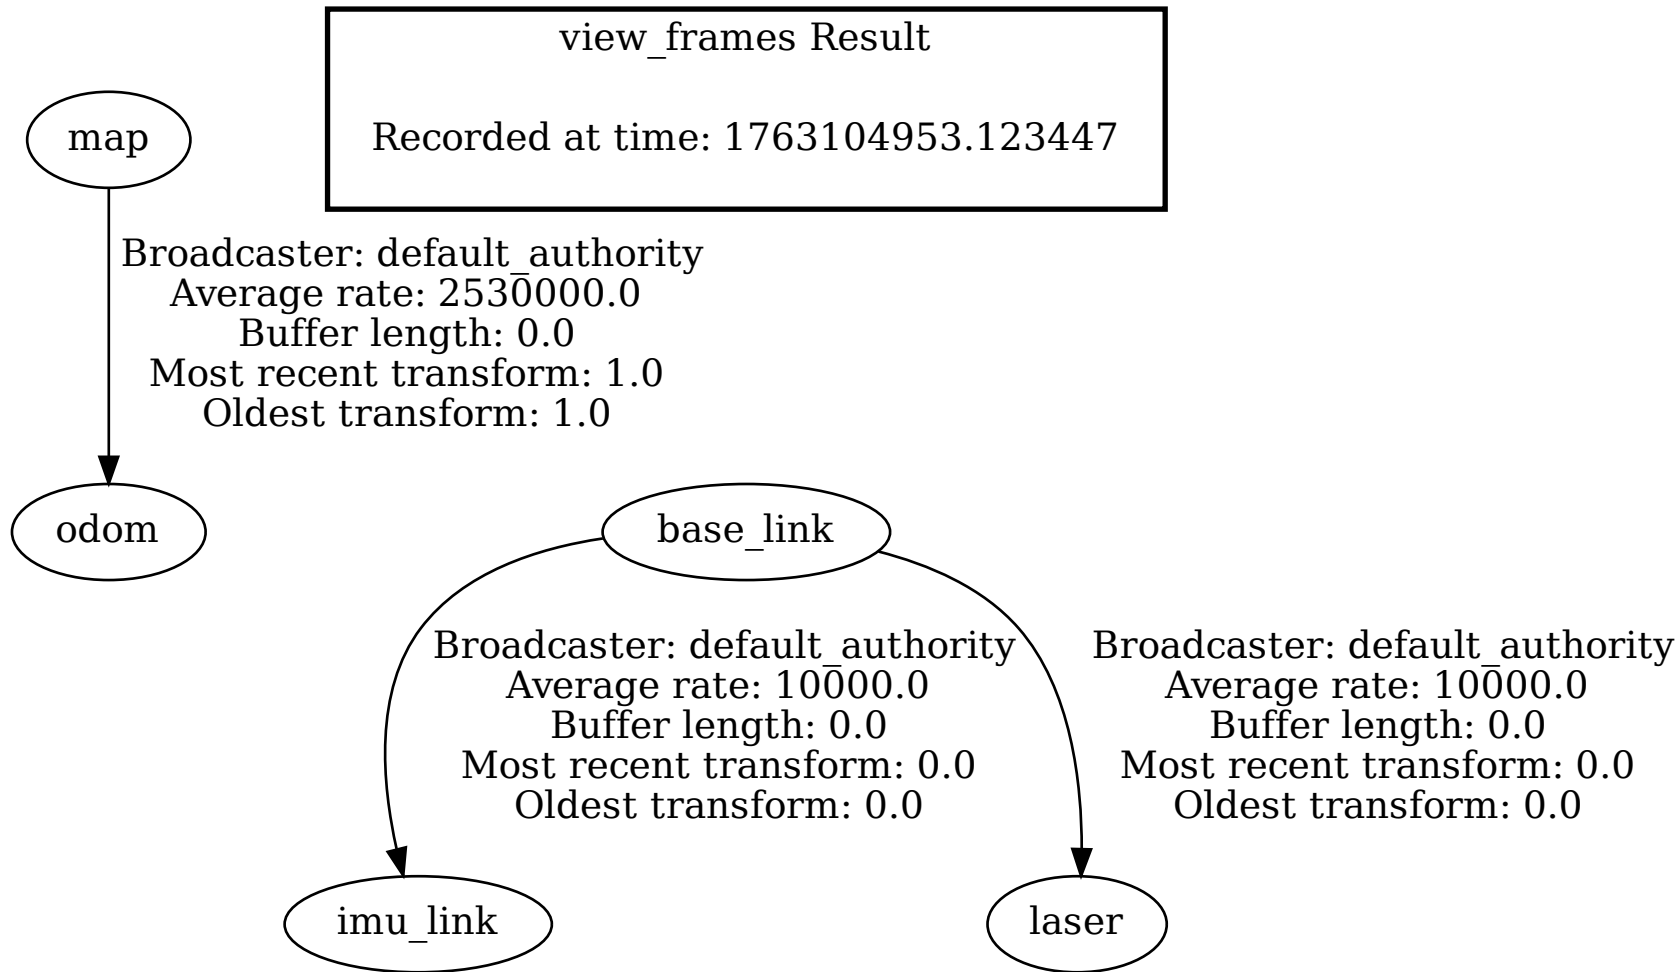 view_frames Result
Recorded at time: 1763104953.123447
map
Broadcaster: default_authority
Average rate: 2530000.0
Buffer length: 0.0
Most recent transform: 1.0
Oldest transform: 1.0
odom
base_link
Broadcaster: default_authority
Average rate: 10000.0
Buffer length: 0.0
Most recent transform: 0.0
Oldest transform: 0.0
Broadcaster: default_authority
Average rate: 10000.0
Buffer length: 0.0
Most recent transform: 0.0
Oldest transform: 0.0
imu_link
laser